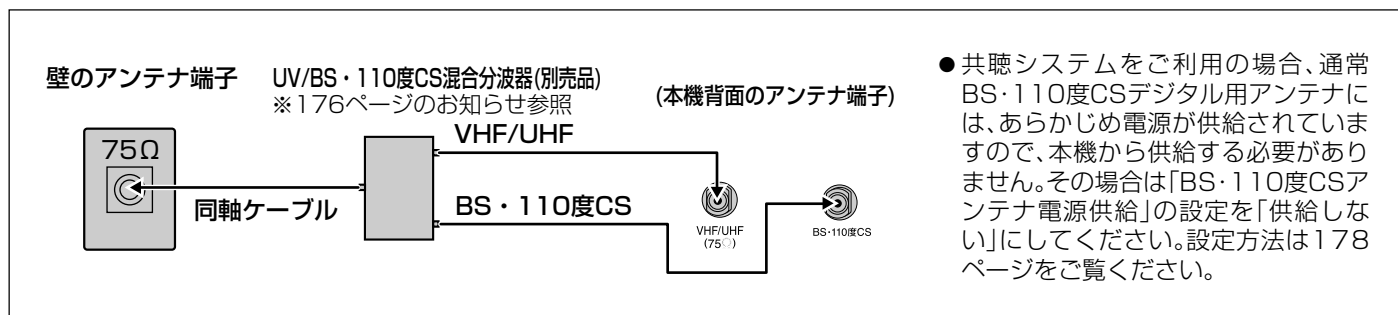 壁のアンテナ端子
UV/BS・110度CS混合分波器(別売品)
※176ページのお知らせ参照
(本機背面のアンテナ端子)
75Ω
VHF/UHF
同軸ケーブル
BS・110度CS
VHF/UHF
(75Ω)
BS・110度CS
●共聴システムをご利用の場合、通常
BS・110度CSデジタル用アンテナに
は、あらかじめ電源が供給されていま
すので、本機から供給する必要があり
ません。その場合は「BS・110度CSア
ンテナ電源供給」の設定を「供給しな
い」にしてください。設定方法は178
ページをご覧ください。